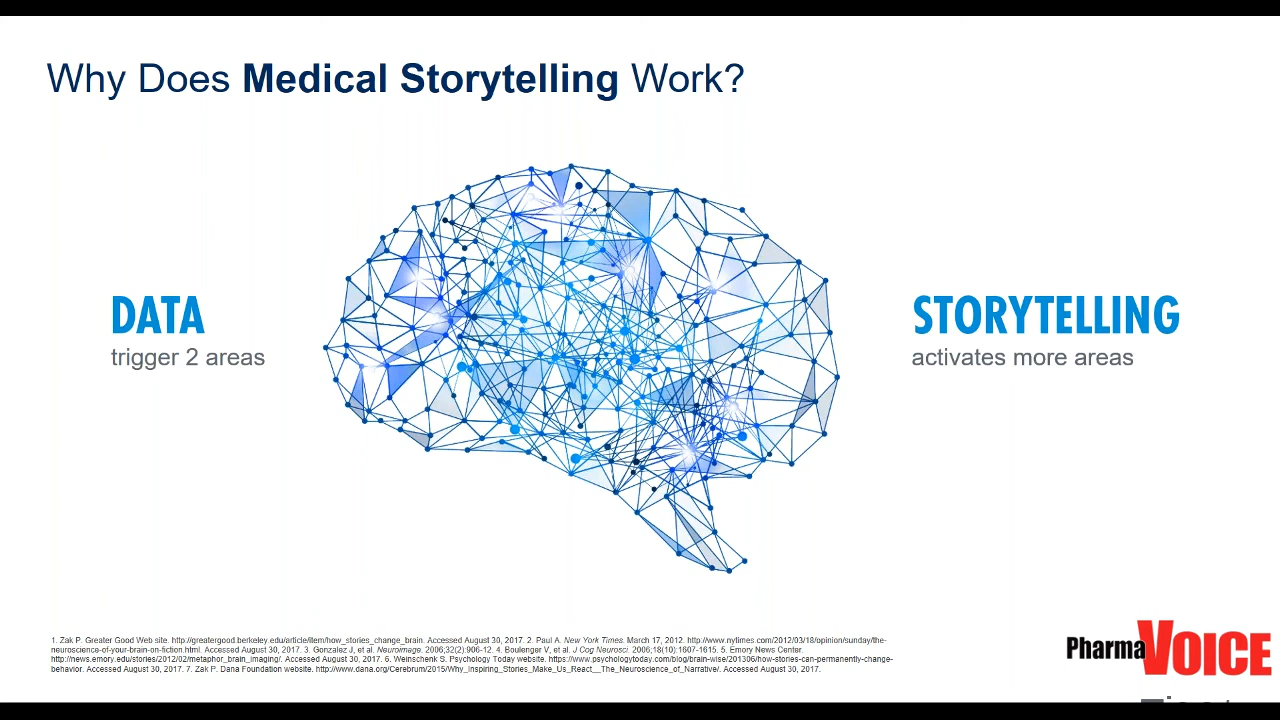 Why Does Medical Storytelling Work?
DATA
trigger 2 areas
STORYTELLING
activates more areas
1. Zak P. Greater Good Web site. http://greatergood.berkeley.edu/article/item/how_stories_change_brain. Accessed August 30, 2017. 2. Paul A. New York Times. March 17, 2012. http://www.nytimes.com/2012/03/18/opinion/sunday/the-
neuroscience-of-your-brain-on-fiction.html. Accessed August 30, 2017. 3. Gonzalez J, et al. Neuroimage. 2006;32(2):906-12. 4. Boulenger V, et al. J Cog Neurosci. 2006;18(10):1607-1615. 5. Emory News Center.
http://news.emory.edu/stories/2012/02/metaphor_brain_imaging/. Accessed August 30, 2017. 6. Weinschenk S. Psychology Today website. https://www.psychologytoday.com/blog/brain-wise/201306/how-stories-can-permanently-change-
behavior. Accessed August 30, 2017. 7. Zak P. Dana Foundation website. http://www.dana.org/Cerebrum/2015/Why_Inspiring_Stories_Make_Us_React__The_Neuroscience_of_Narrative/. Accessed August 30, 2017.
PharmaVOICE